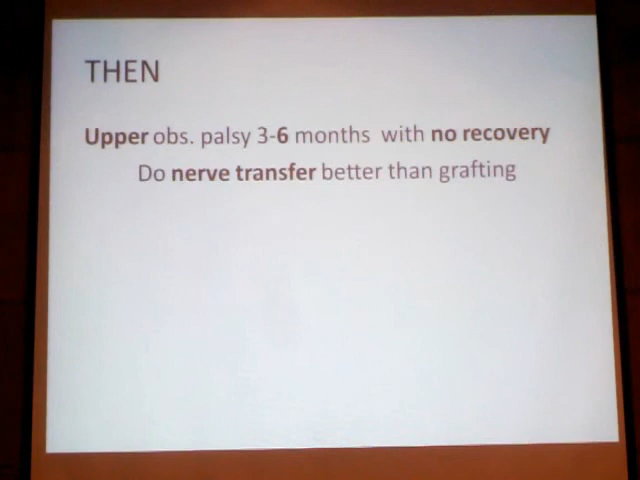 THEN
Upper obs. palsy 3-6 months with no recovery
Do nerve transfer better than grafting